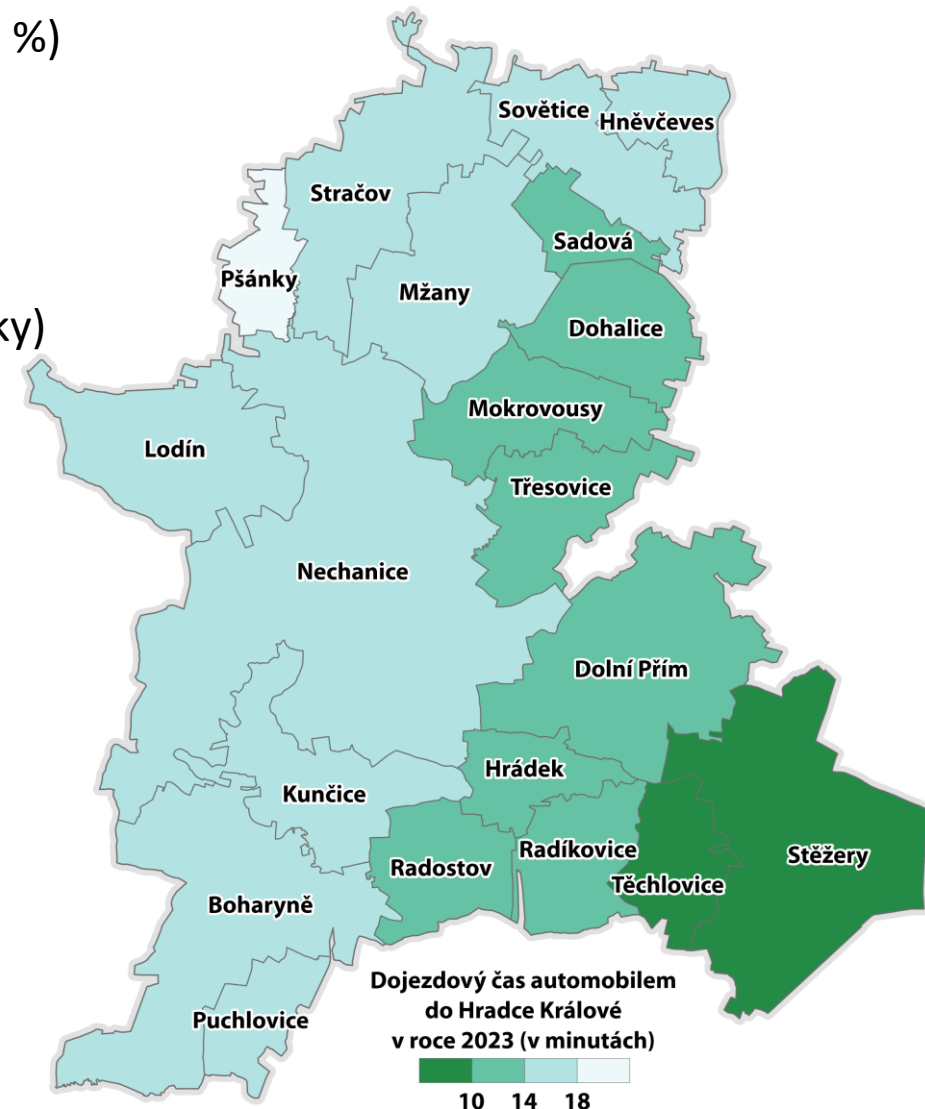 %)
Sovětice
Hněvčeves
Stračov
Sadová
Pšánky
Mžany
ky)
Dohalice
Mokrovousy
Lodín
Třesovice
Nechanice
Dolní Přím
Hrádek
Kunčice
Radíkovice
Stěžery
Radostov
Těchlovice
Boharyně
Dojezdový čas automobilem
do Hradce Králové
v roce 2023 (v minutách)
Puchlovice
10 14 18